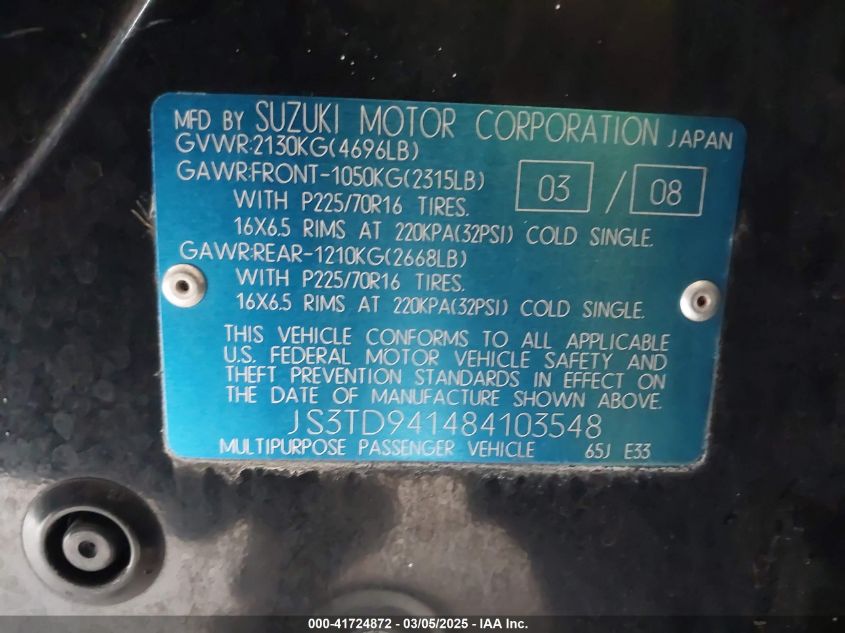 MFD BY SUZUKI MOTOR CORPORATION JAPAN
GVWR:2130KG(4696LB)
GAWR:FRONT-1050KG(2315LB) 03 / 08
WITH P225/70R16 TIRES.
16X6.5 RIMS AT 220KPA(32PSI) COLD SINGLE.
GAWR:REAR-1210KG(2668LB)
WITH P225/70R16 TIRES.
16X6.5 RIMS AT 220KPA(32PSI) COLD SINGLE.
THIS VEHICLE CONFORMS TO ALL APPLICABLE
U.S. FEDERAL MOTOR VEHICLE SAFETY AND
THEFT PREVENTION STANDARDS IN EFFECT ON
THE DATE OF MANUFACTURE SHOWN ABOVE.
JS3TD941484103548
MULTIPURPOSE PASSENGER VEHICLE 65J E33
000-41724872 — 03/05/2025 — IAA Inc.